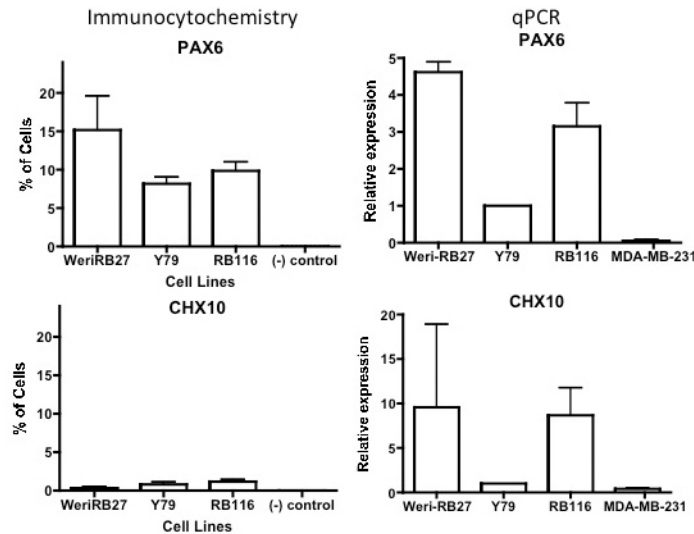 Immunocytochemistry
qPCR
PAX6
% of Cells
20
15
10
5
0
WeriRB27 Y79 RB116 (-) control
Cell Lines
PAX6
Relative expression
5
4
3
2
1
0
Weri-RB27 Y79 RB116 MDA-MB-231
CHX10
% of Cells
20
15
10
5
0
WeriRB27 Y79 RB116 (-) control
Cell Lines
CHX10
Relative expression
20
15
10
5
0
Weri-RB27 Y79 RB116 MDA-MB-231